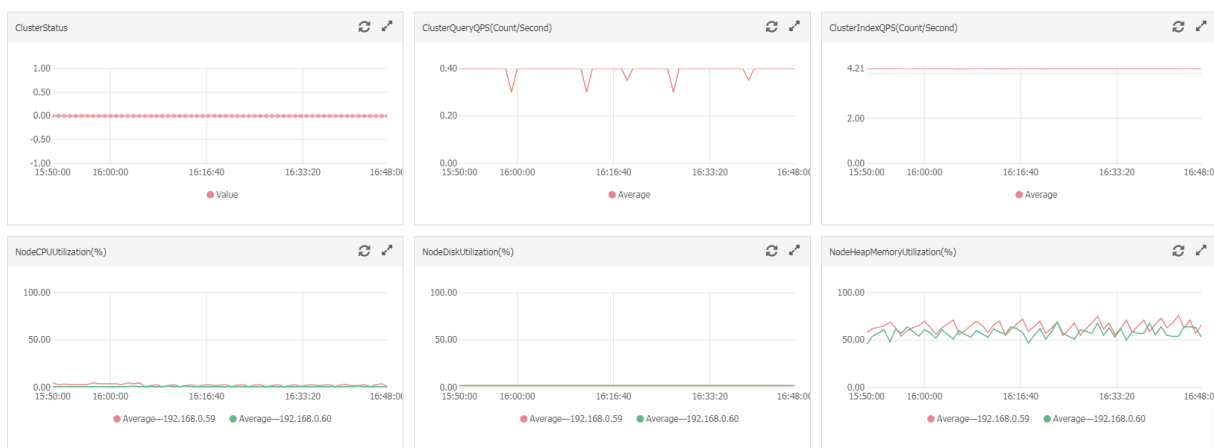 ClusterStatus
1.00
0.50
0.00
-0.50
-1.00
15:50:00 16:00:00 16:16:40 16:33:20 16:48:00
Value
ClusterQueryQPS(Count/Second)
0.40
0.20
0.00
15:50:00 16:00:00 16:16:40 16:33:20 16:48:00
Average
ClusterIndexQPS(Count/Second)
4.21
2.00
0.00
15:50:00 16:00:00 16:16:40 16:33:20 16:48:00
Average
NodeCPUUtilization(%)
100.00
50.00
0.00
15:50:00 16:00:00 16:16:40 16:33:20 16:48:00
Average—192.168.0.59 Average—192.168.0.60
NodeDiskUtilization(%)
100.00
50.00
0.00
15:50:00 16:00:00 16:16:40 16:33:20 16:48:00
Average—192.168.0.59 Average—192.168.0.60
NodeHeapMemoryUtilization(%)
100.00
50.00
0.00
15:50:00 16:00:00 16:16:40 16:33:20 16:48:00
Average—192.168.0.59 Average—192.168.0.60